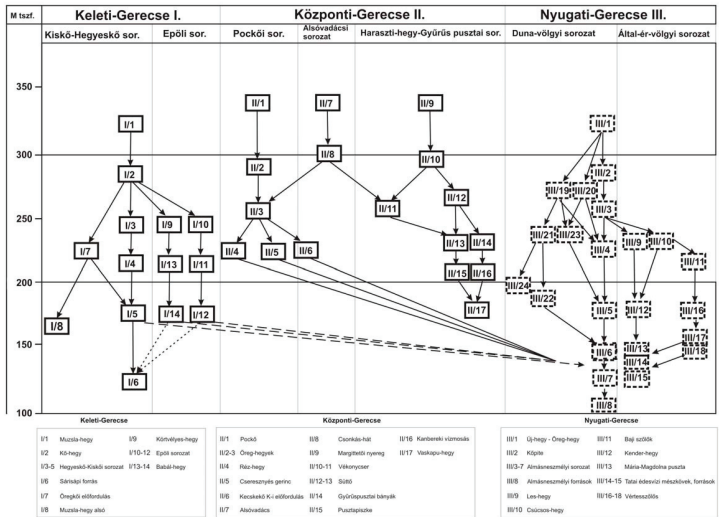 M tszf.
Keleti-Gerecse I.
Központi-Gerecse II.
Nyugati-Gerecse III.
Kiskő-Hegyeskő sor.
Epöli sor.
Pockői sor.
Alsóvadácsi
sorozat
Haraszti-hegy-Gyűrűs pusztai sor.
Duna-völgyi sorozat
Által-ér-völgyi sorozat
350
300
250
200
150
100
I/1
I/2
I/3
I/4
I/5
I/6
I/7
I/8
I/9
I/13
I/14
I/10
I/11
I/12
II/1
II/2
II/3
II/4
II/5
II/6
II/7
II/8
II/9
II/10
II/11
II/12
II/13
II/14
II/15
II/16
II/17
III/1
III/2
III/19
III/20
III/3
III/21
III/23
III/4
III/9
III/10
III/11
III/24
III/22
III/5
III/12
III/16
III/6
III/13
III/14
III/15
III/17
III/18
III/7
III/8
Keleti-Gerecse
I/1 Muzsla-hegy
I/2 Kő-hegy
I/3-5 Hegyeskő-Kiskői sorozat
I/6 Sárisápi forrás
I/7 Öregkői előfordulás
I/8 Muzsla-hegy alsó
I/9 Körtvélyes-hegy
I/10-12 Epöli sorozat
I/13-14 Babál-hegy
Központi-Gerecse
II/1 Pockő
II/2-3 Öreg-hegyek
II/4 Réz-hegy
II/5 Cseresznyés gerinc
II/6 Kecskekő K-i előfordulás
II/7 Alsóvadács
II/8 Csonkás-hát
II/9 Margittetői nyereg
II/10-11 Vékonycser
II/12-13 Süttő
II/14 Gyűrűspusztai bányák
II/15 Pusztapiszke
II/16 Kanbereki vízmosás
II/17 Vaskapu-hegy
Nyugati-Gerecse
III/1 Új-hegy - Öreg-hegy
III/2 Kőpite
III/3-7 Almásneszmélyi sorozat
III/8 Almásneszmélyi források
III/9 Les-hegy
III/10 Csúcsos-hegy
III/11 Baji szőlők
III/12 Kender-hegy
III/13 Mária-Magdolna puszta
III/14-15 Tatai édesvízi mészkövek, források
III/16-18 Vértesszőlős